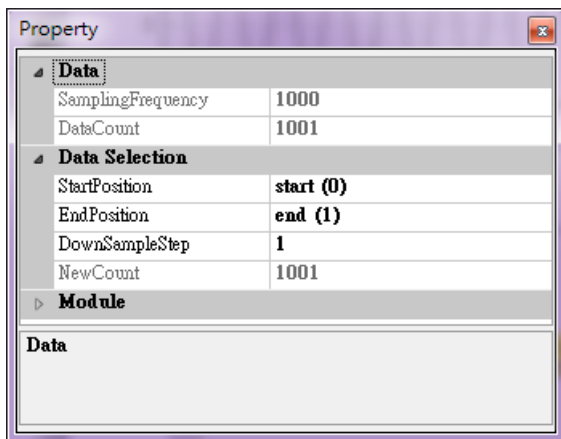 Property
Data
SamplingFrequency 1000
DataCount 1001
Data Selection
StartPosition start (0)
EndPosition end (1)
DownSampleStep 1
NewCount 1001
Module
Data